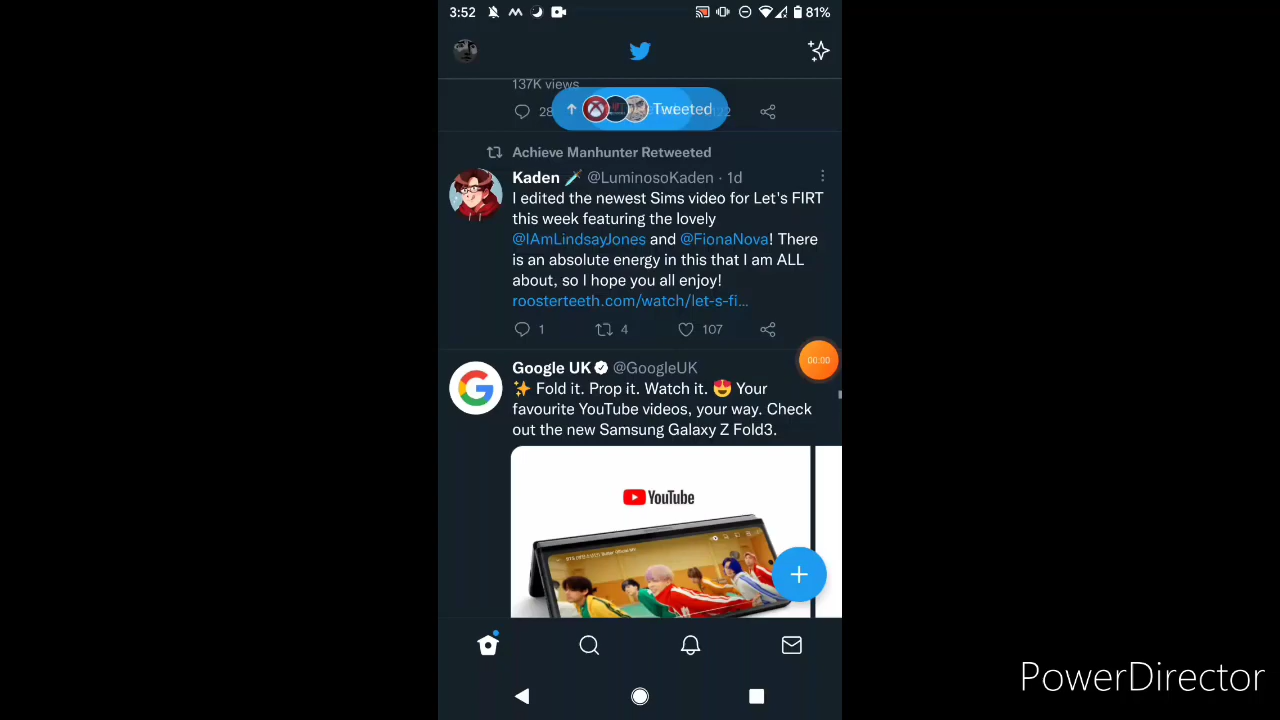 3:52
81%
137K views
28
Tweeted
Achieve Manhunter Retweeted
Kaden @LuminosoKaden · 1d
I edited the newest Sims video for Let's FIRT
this week featuring the lovely
@IAmLindsayJones and @FionaNova! There
is an absolute energy in this that I am ALL
about, so I hope you all enjoy!
roosterteeth.com/watch/let-s-fi…
1 4 107
00:00
Google UK @GoogleUK
✨ Fold it. Prop it. Watch it. 😍 Your
favourite YouTube videos, your way. Check
out the new Samsung Galaxy Z Fold3.
YouTube
PowerDirector